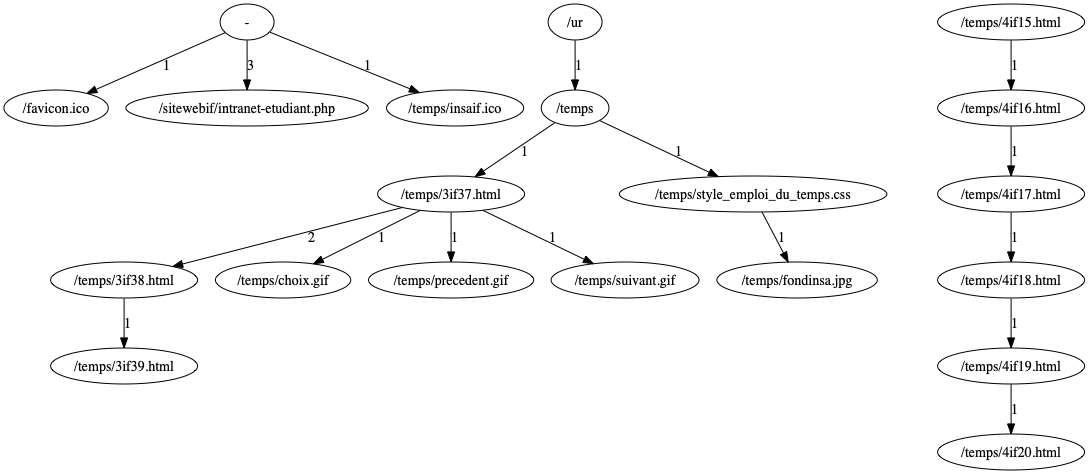 -
/ur
/temps/4if15.html
1
3
1
1
1
/favicon.ico
/sitewebif/intranet-etudiant.php
/temps/insaif.ico
/temps
/temps/4if16.html
1
1
1
/temps/3if37.html
/temps/style_emploi_du_temps.css
/temps/4if17.html
2
1
1
1
1
1
/temps/3if38.html
/temps/choix.gif
/temps/precedent.gif
/temps/suivant.gif
/temps/fondinsa.jpg
/temps/4if18.html
1
1
/temps/3if39.html
/temps/4if19.html
1
/temps/4if20.html